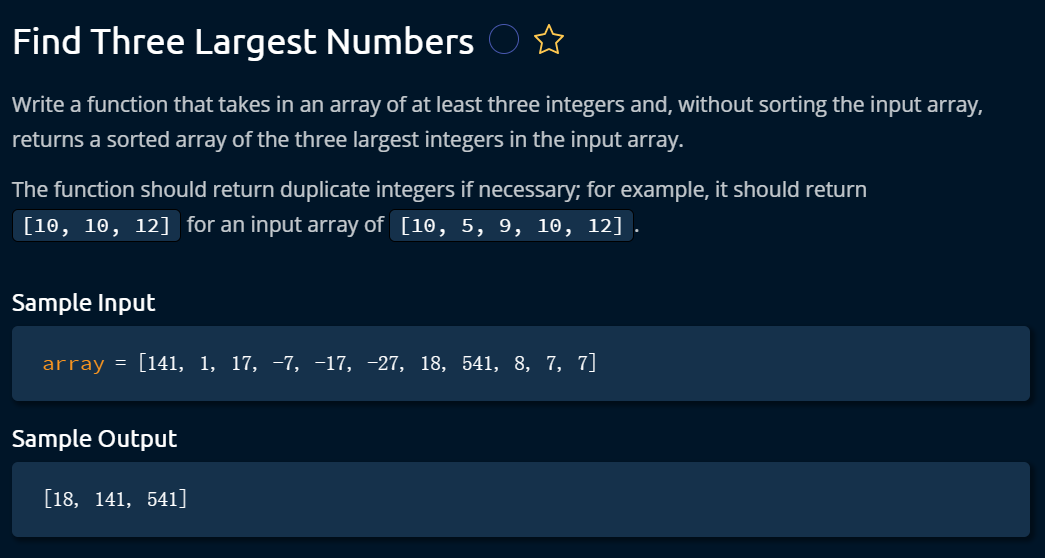 Find Three Largest Numbers
Write a function that takes in an array of at least three integers and, without sorting the input array,
returns a sorted array of the three largest integers in the input array.
The function should return duplicate integers if necessary; for example, it should return
[10, 10, 12] for an input array of [10, 5, 9, 10, 12].
Sample Input
array = [141, 1, 17, -7, -17, -27, 18, 541, 8, 7, 7]
Sample Output
[18, 141, 541]